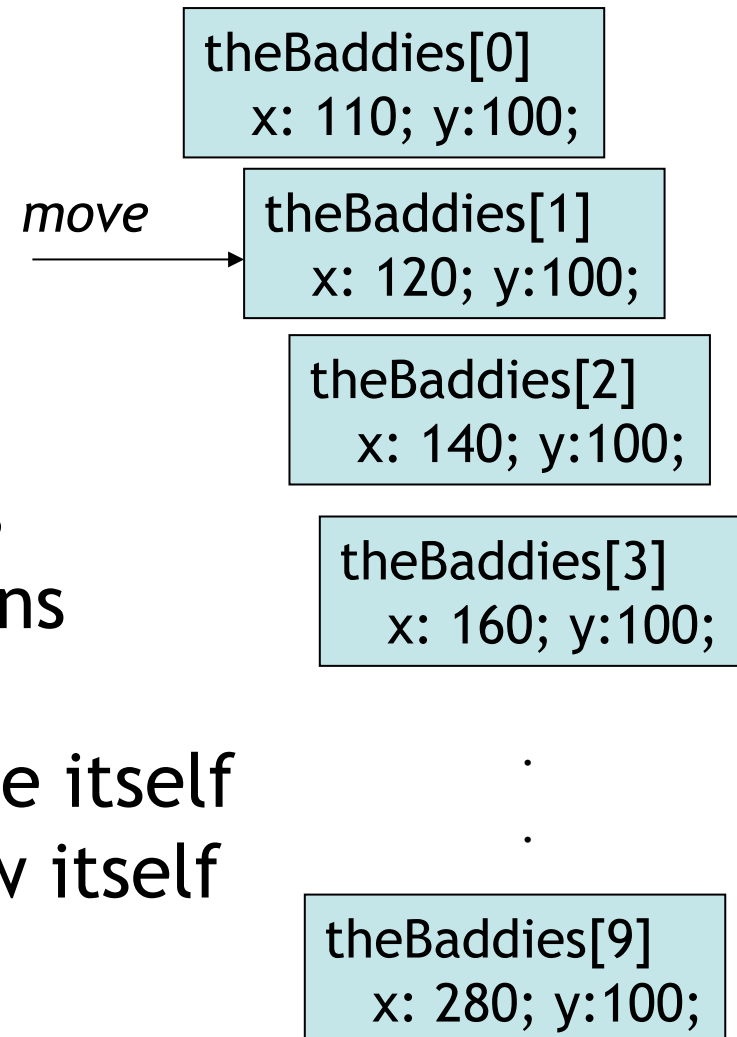 theBaddies[0]
x: 110; y:100;
move
theBaddies[1]
x: 120; y:100;
theBaddies[2]
x: 140; y:100;
theBaddies[3]
ns
x: 160; y:100;
.
e itself
.
itself
theBaddies[9]
x: 280; y:100;